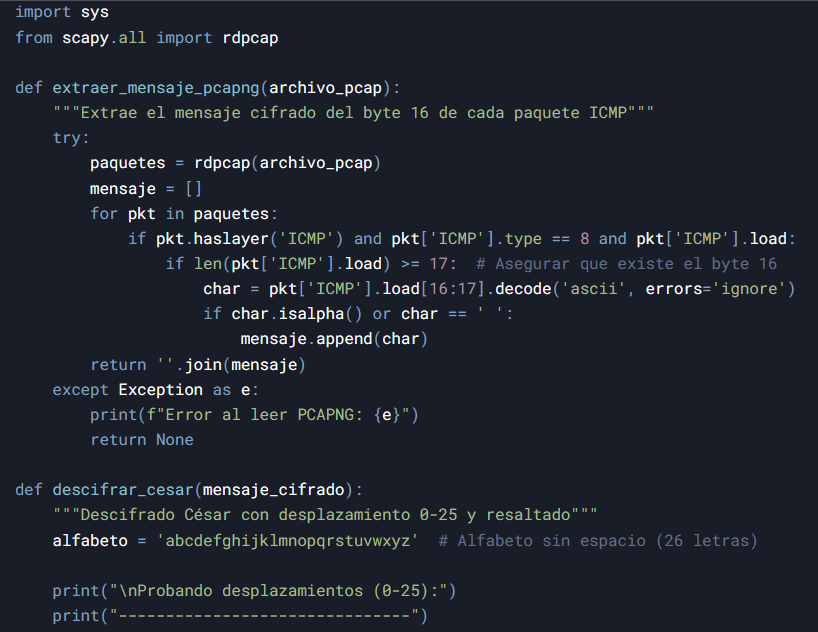 import sys
from scapy.all import rdpcap

def extraer_mensaje_pcapng(archivo_pcap):
    """Extrae el mensaje cifrado del byte 16 de cada paquete ICMP"""
    try:
        paquetes = rdpcap(archivo_pcap)
        mensaje = []
        for pkt in paquetes:
            if pkt.haslayer('ICMP') and pkt['ICMP'].type == 8 and pkt['ICMP'].load:
                if len(pkt['ICMP'].load) >= 17:  # Asegurar que existe el byte 16
                    char = pkt['ICMP'].load[16:17].decode('ascii', errors='ignore')
                    if char.isalpha() or char == ' ':
                        mensaje.append(char)
        return ''.join(mensaje)
    except Exception as e:
        print(f"Error al leer PCAPNG: {e}")
        return None

def descifrar_cesar(mensaje_cifrado):
    """Descifrado César con desplazamiento 0-25 y resaltado"""
    alfabeto = 'abcdefghijklmnopqrstuvwxyz'  # Alfabeto sin espacio (26 letras)

    print("\nProbando desplazamientos (0-25):")
    print("-------------------------------")